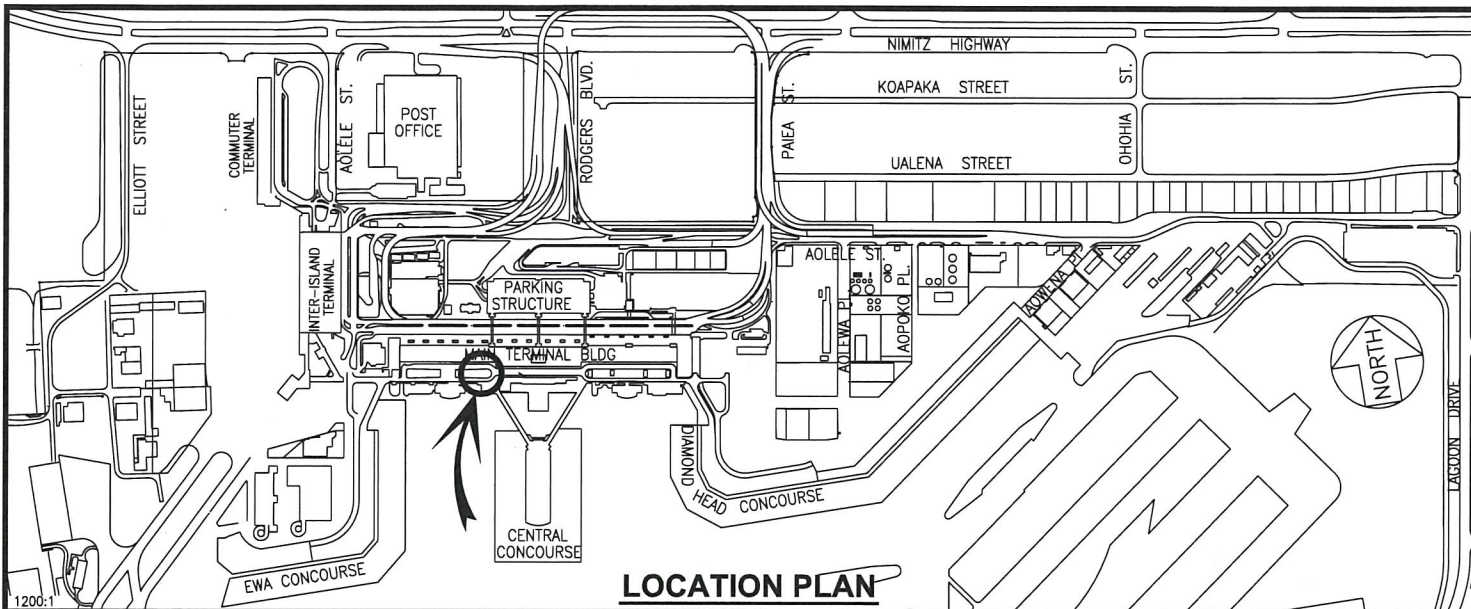 NIMITZ HIGHWAY
KOAPAKA STREET
UALENA STREET
ELLIOTT STREET
COMMUTER
TERMINAL
AOLELE ST.
POST
OFFICE
RODGERS BLVD.
PAIEA ST.
OHOHIA ST.
INTER-ISLAND
TERMINAL
PARKING
STRUCTURE
MAIN TERMINAL BLDG
AOLELE ST.
AOLEWA PL.
AOPOKO PL.
AOWENA PL.
NORTH
LAGOON DRIVE
DIAMOND HEAD CONCOURSE
CENTRAL
CONCOURSE
EWA CONCOURSE
LOCATION PLAN
1200:1